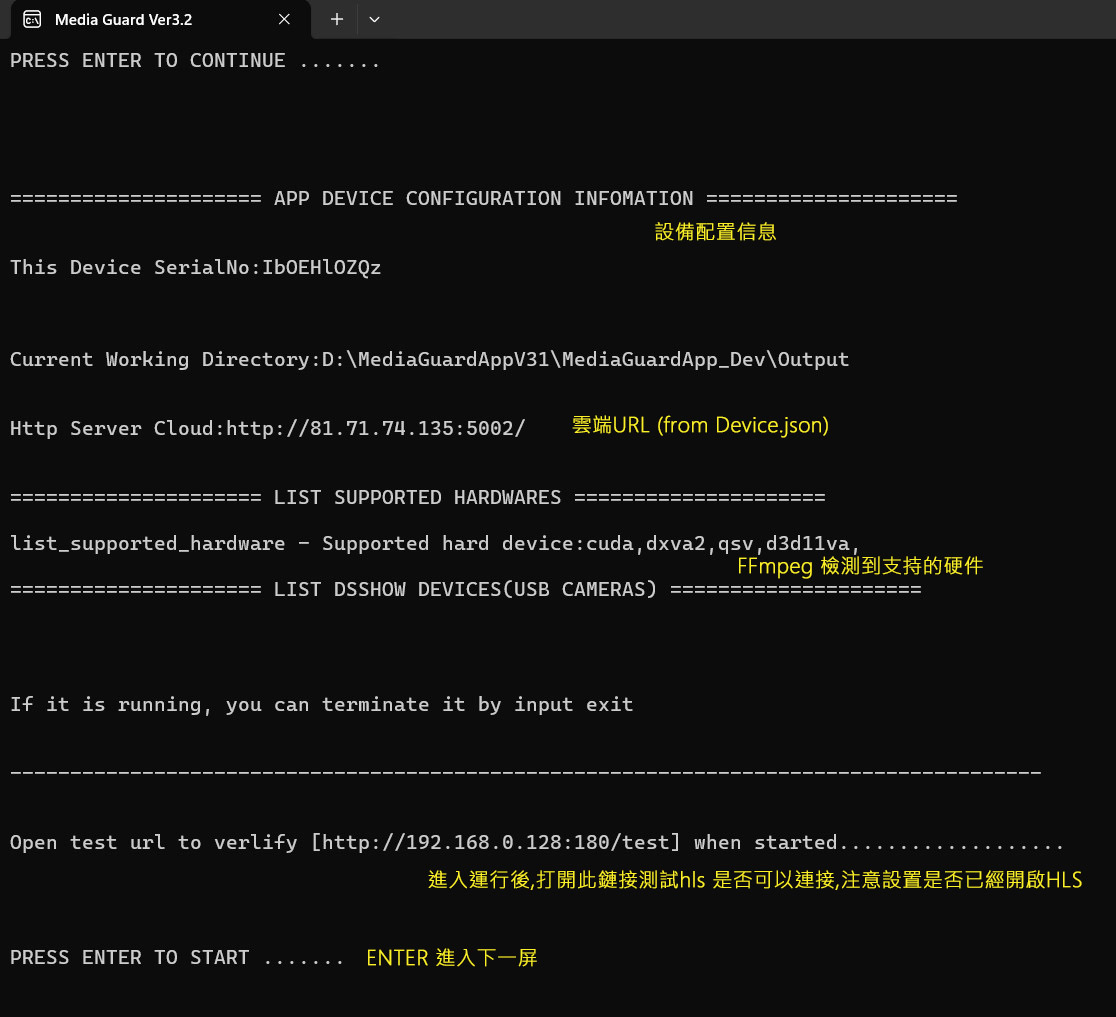 Media Guard Ver3.2
PRESS ENTER TO CONTINUE .......
===================== APP DEVICE CONFIGURATION INFOMATION =====================
設備配置信息
This Device SerialNo:IbOEHlOZQz
Current Working Directory:D:\MediaGuardAppV31\MediaGuardApp_Dev\Output
Http Server Cloud:http://81.71.74.135:5002/ 雲端URL (from Device.json)
===================== LIST SUPPORTED HARDWARES =====================
list_supported_hardware - Supported hard device:cuda,dxva2,qsv,d3d11va,
FFmpeg 檢測到支持的硬件
===================== LIST DSSHOW DEVICES(USB CAMERAS) =====================
If it is running, you can terminate it by input exit
--------------------------------------------------------------------------------------
Open test url to verlify [http://192.168.0.128:180/test] when started...................
進入運行後,打開此鏈接測試hls 是否可以連接,注意設置是否已經開啟HLS
PRESS ENTER TO START ....... ENTER 進入下一屏